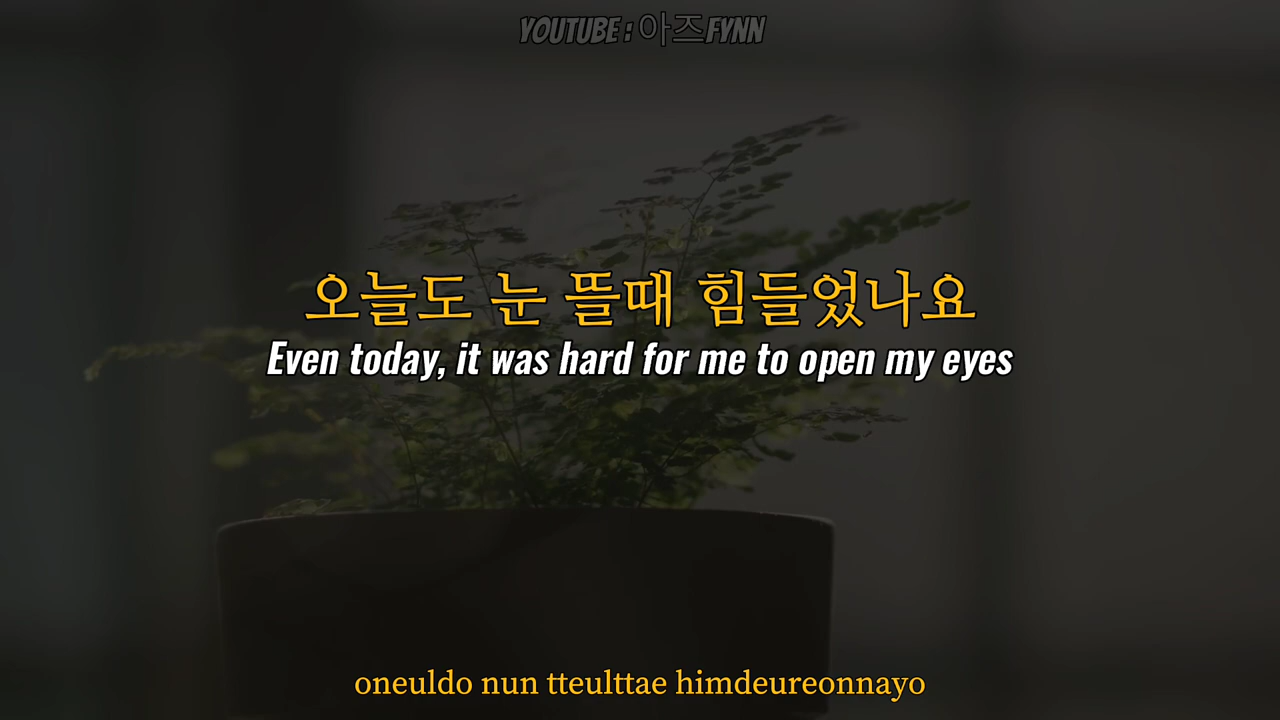 YOUTUBE : 아즈FYNN
오늘도 눈 뜰때 힘들었나요
Even today, it was hard for me to open my eyes
oneuldo nun tteulttae himdeureonnayo